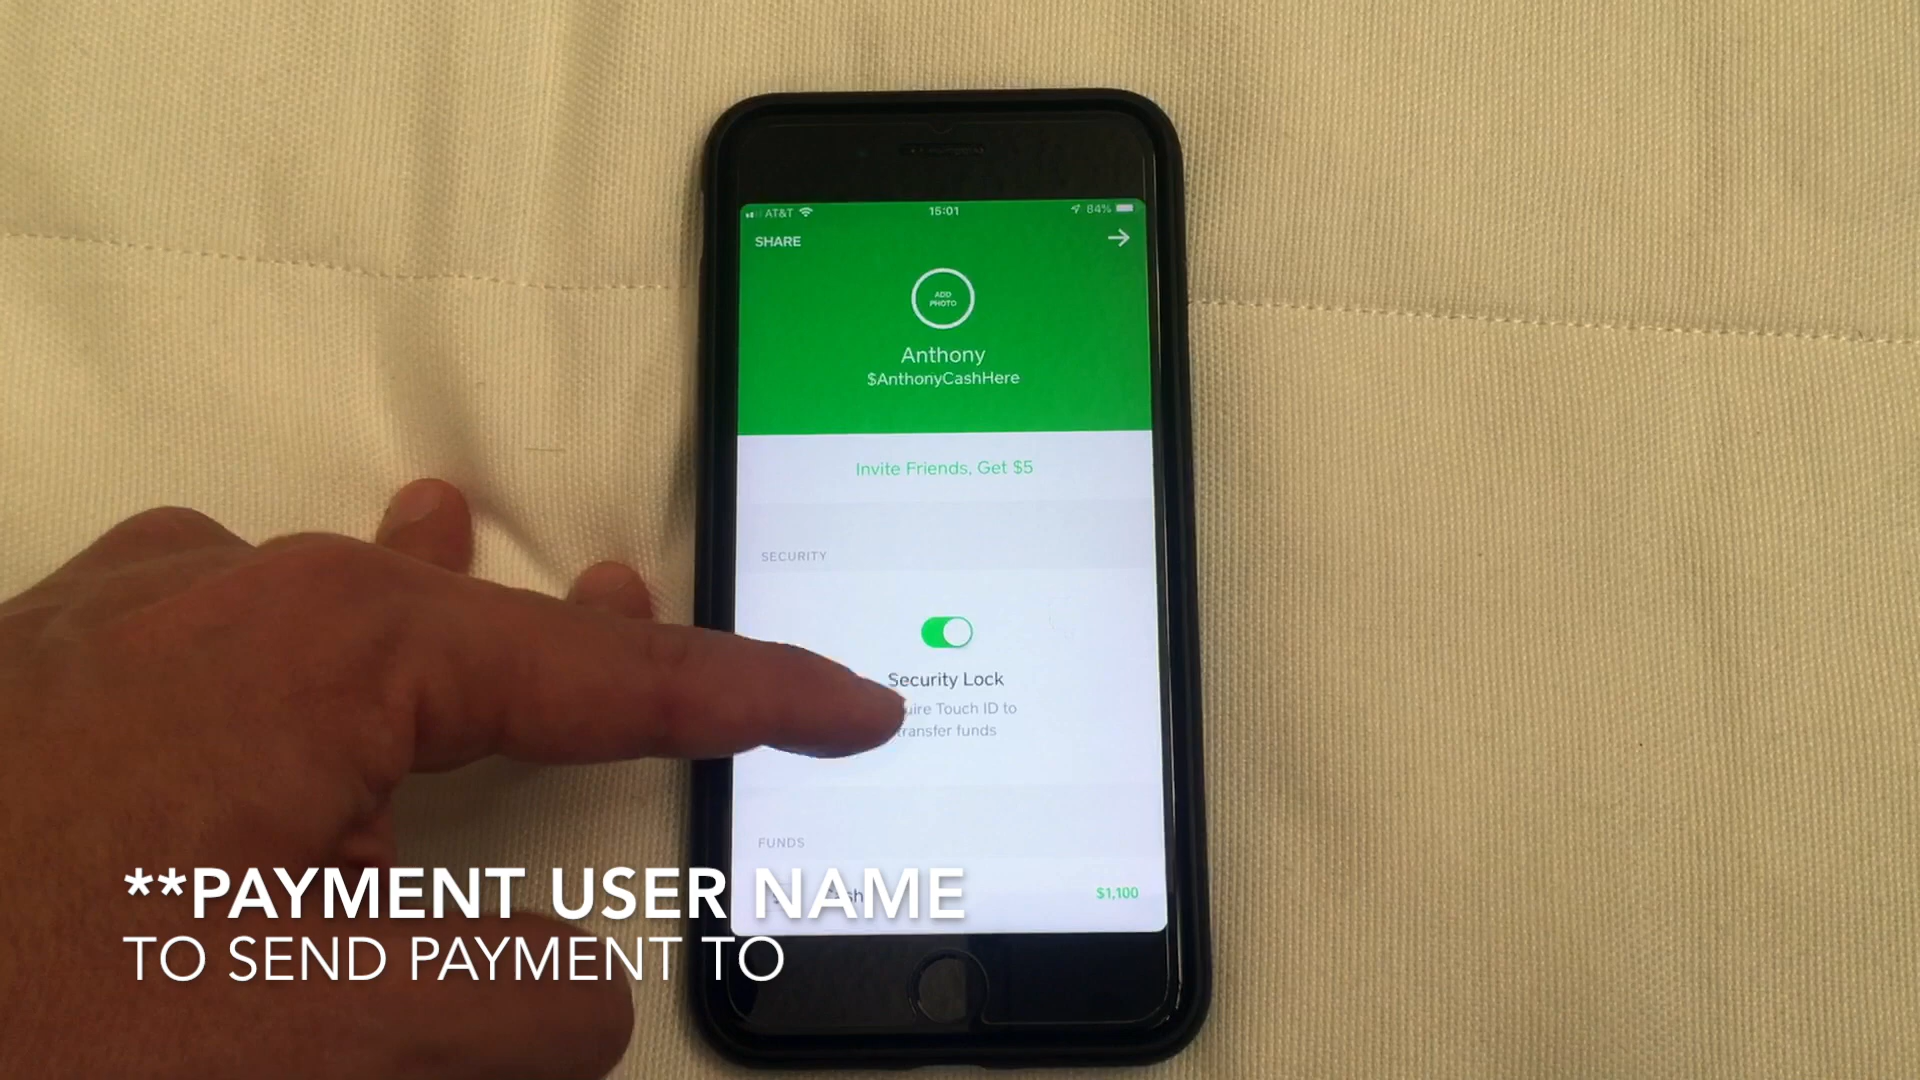 AT&T 15:01 84%
SHARE
ADD
PHOTO
Anthony
$AnthonyCashHere
Invite Friends, Get $5
SECURITY
Security Lock
uire Touch ID to
transfer funds
FUNDS
$1,100
**PAYMENT USER NAME
TO SEND PAYMENT TO